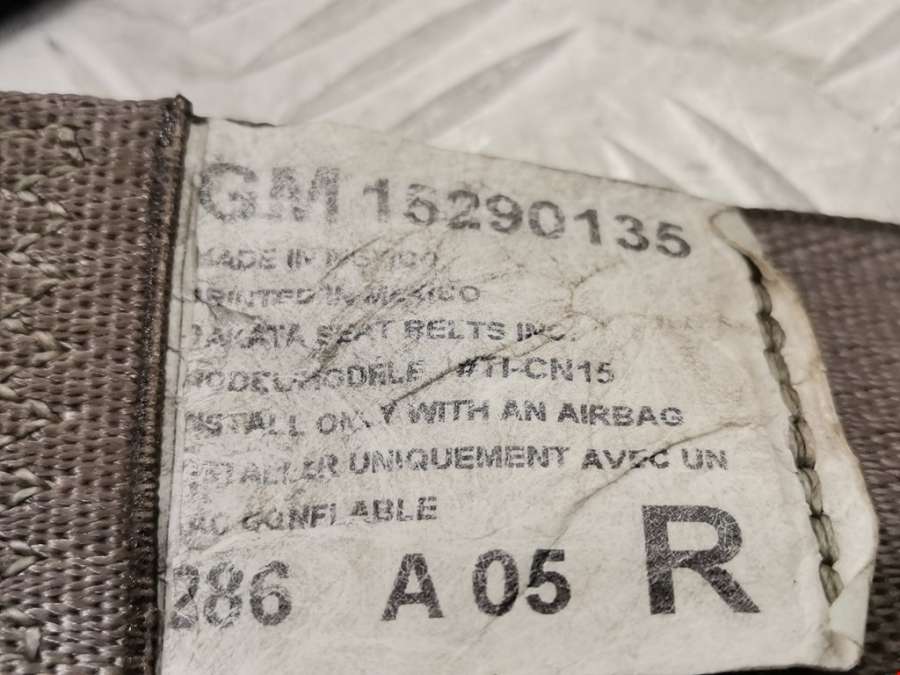 GM 15290135
MADE IN MEXICO
PRINTED IN MEXICO
TAKATA SEAT BELTS INC.
MODEL/MODELE #TI-CN15
INSTALL ONLY WITH AN AIRBAG
INSTALLER UNIQUEMENT AVEC UN
SAC GONFLABLE
286 A 05 R